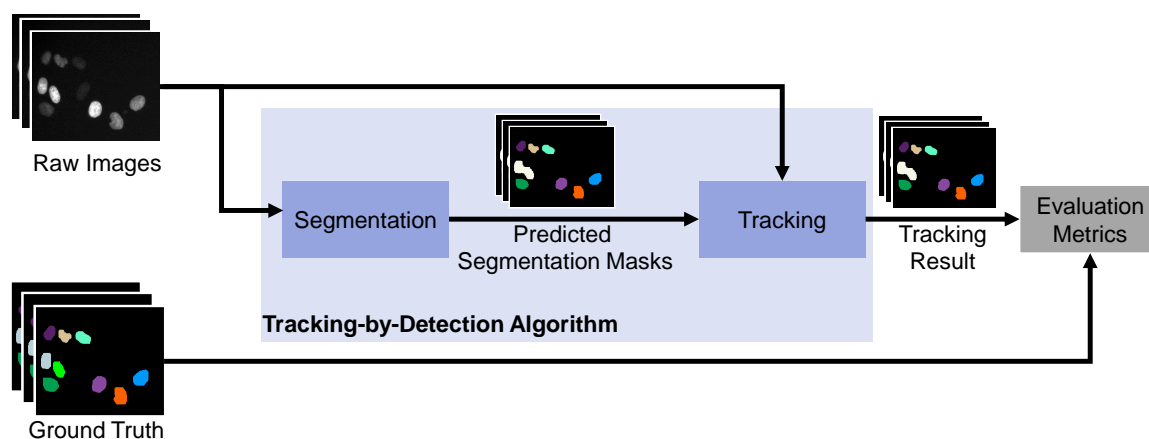 Raw Images
Segmentation
Predicted
Segmentation Masks
Tracking
Tracking
Result
Evaluation
Metrics
Tracking-by-Detection Algorithm
Ground Truth